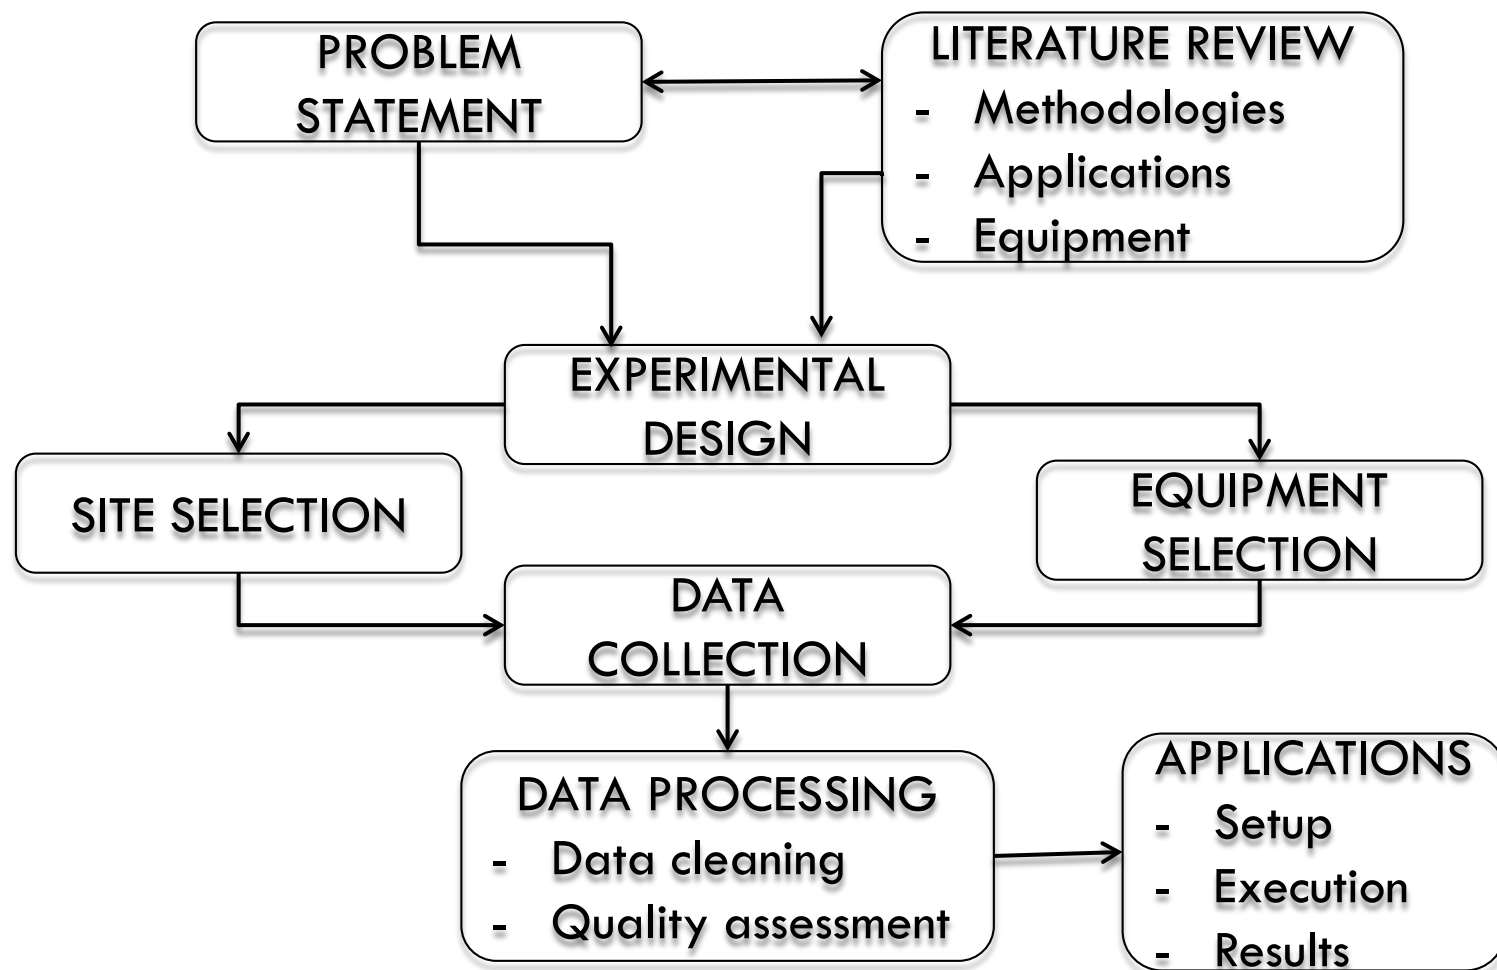 PROBLEM
STATEMENT
LITERATURE REVIEW
- Methodologies
- Applications
- Equipment
EXPERIMENTAL
DESIGN
SITE SELECTION
EQUIPMENT
SELECTION
DATA
COLLECTION
DATA PROCESSING
- Data cleaning
- Quality assessment
APPLICATIONS
- Setup
- Execution
- Results